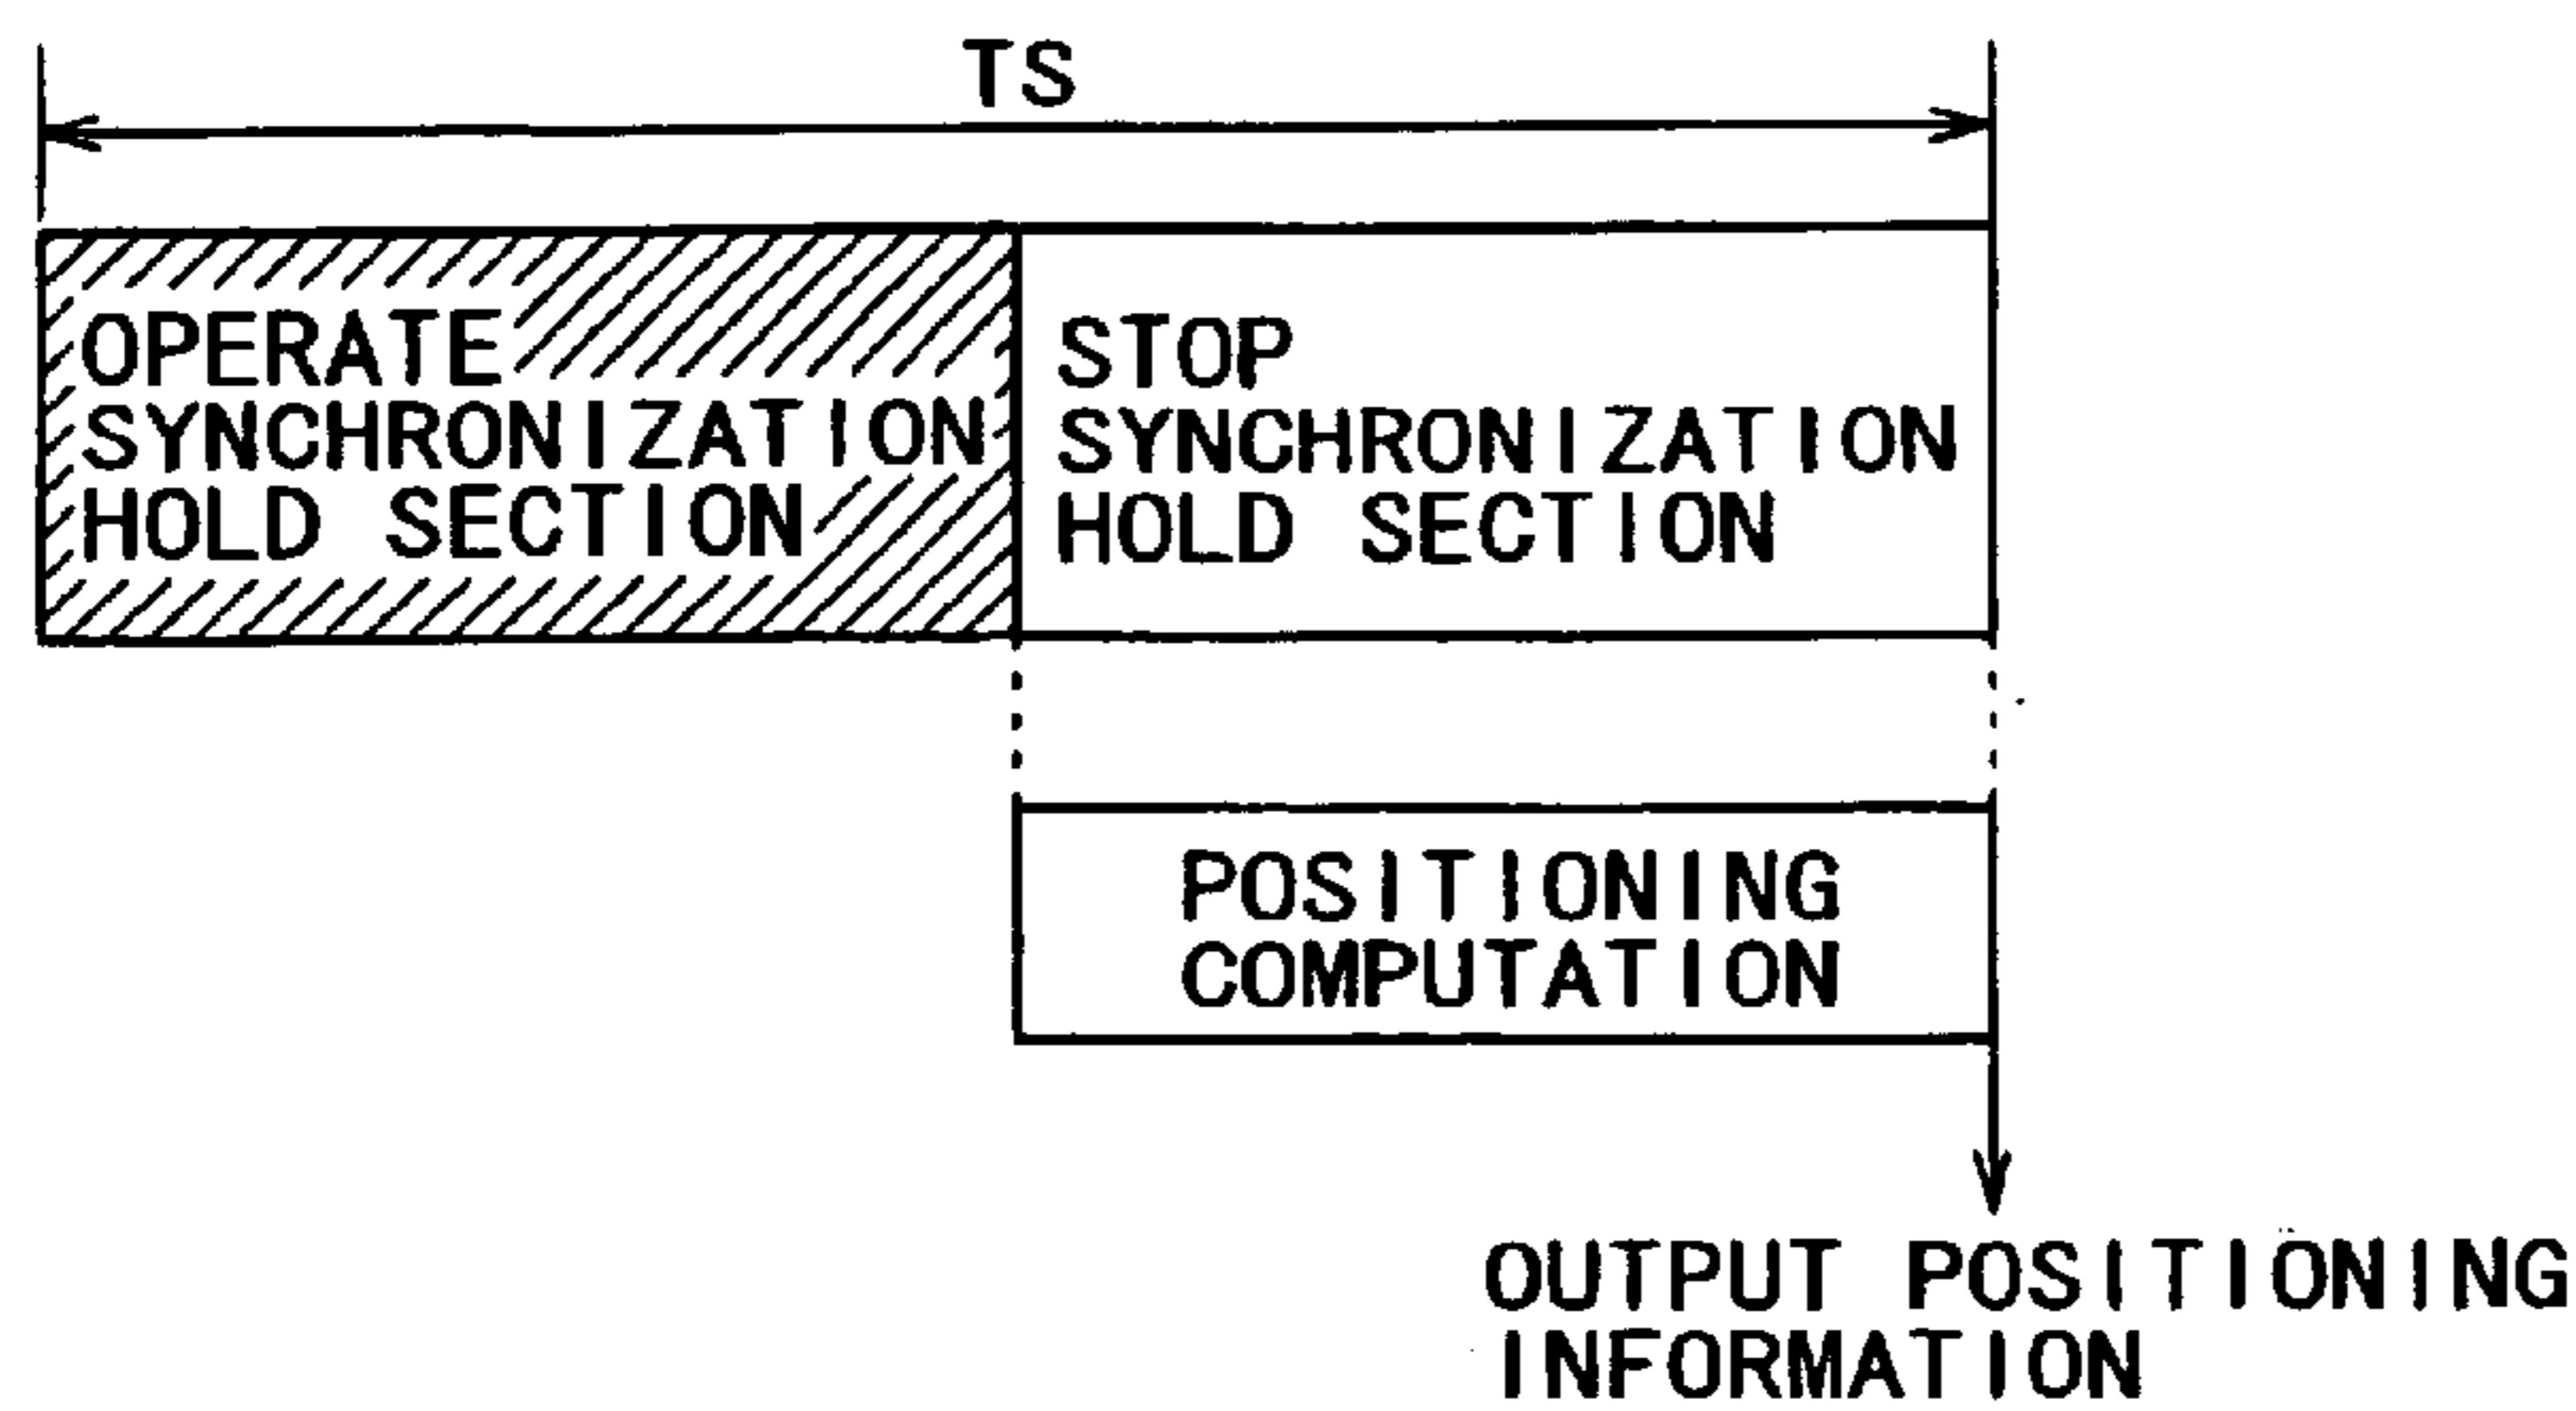 TS
OPERATE
SYNCHRONIZATION
HOLD SECTION
STOP
SYNCHRONIZATION
HOLD SECTION
POSITIONING
COMPUTATION
OUTPUT POSITIONING
INFORMATION